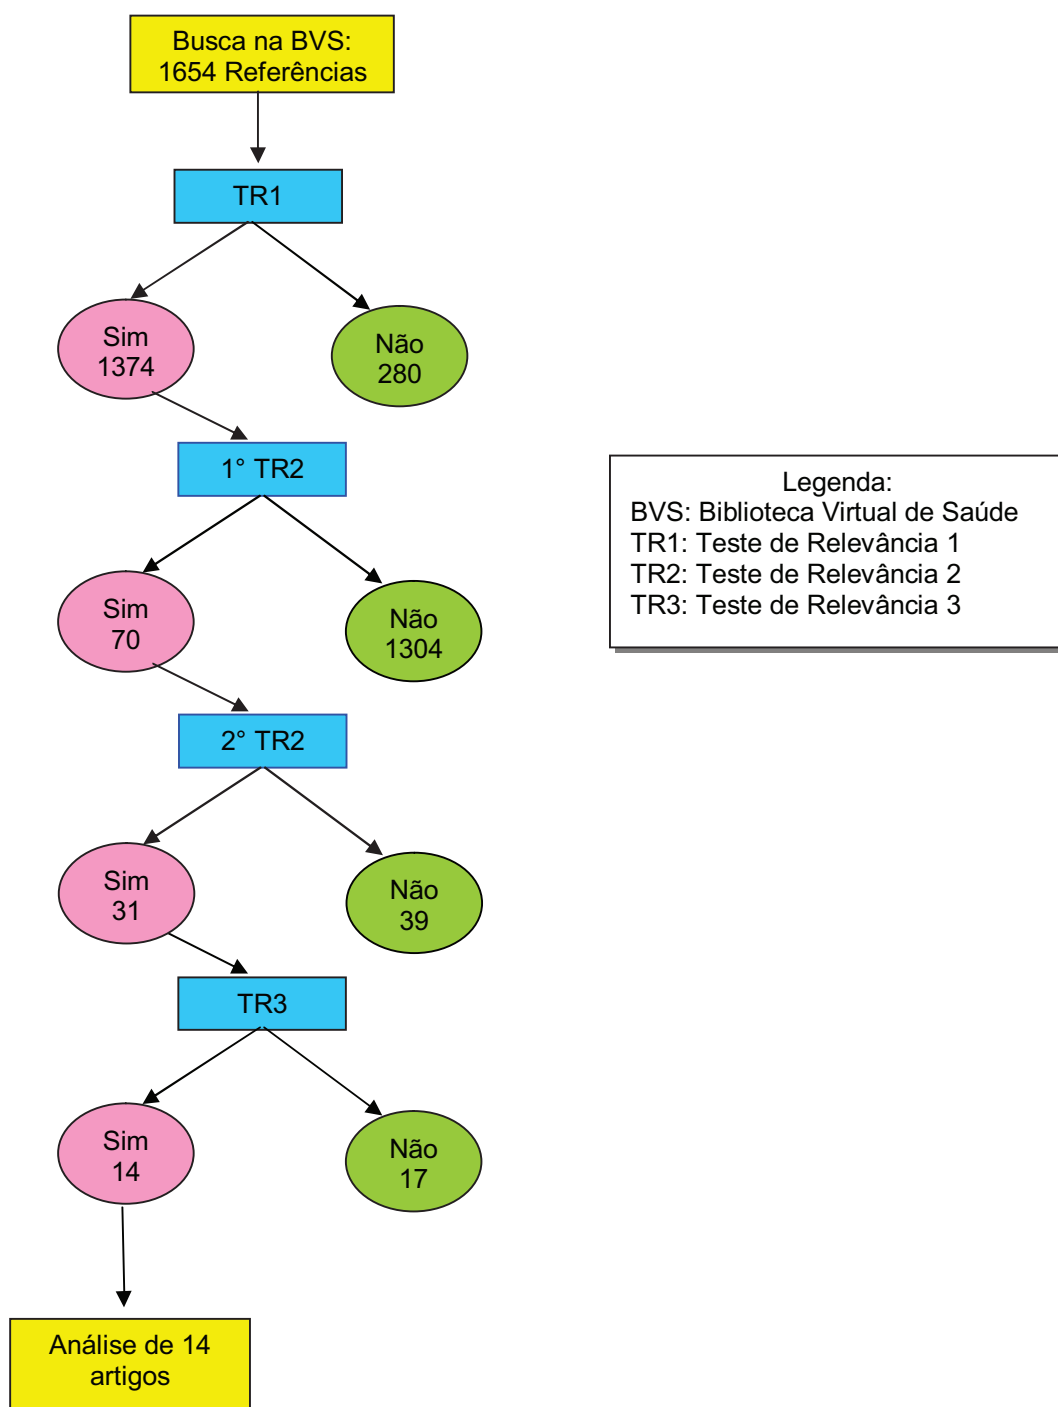 Busca na BVS:
1654 Referências
TR1
Sim
1374
Não
280
1° TR2
Sim
70
Não
1304
2° TR2
Sim
31
Não
39
TR3
Sim
14
Não
17
Análise de 14
artigos
Legenda:
BVS: Biblioteca Virtual de Saúde
TR1: Teste de Relevância 1
TR2: Teste de Relevância 2
TR3: Teste de Relevância 3